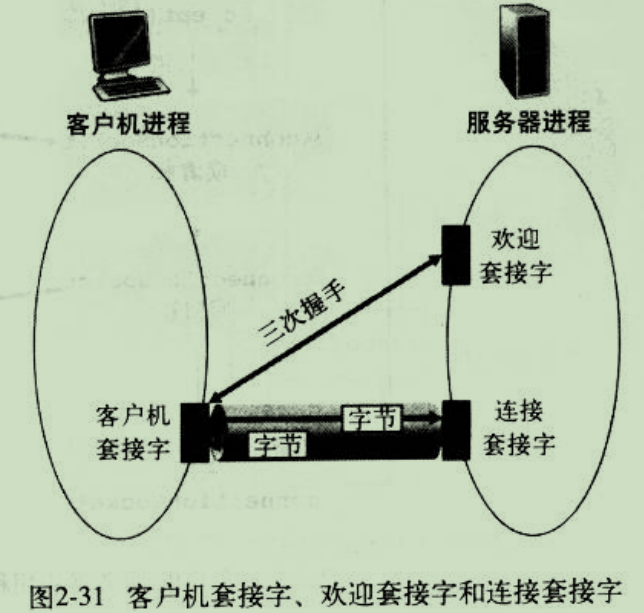 客户机进程
服务器进程
欢迎
套接字
三次握手
客户机
套接字
字节
字节
连接
套接字
图2-31 客户机套接字、欢迎套接字和连接套接字